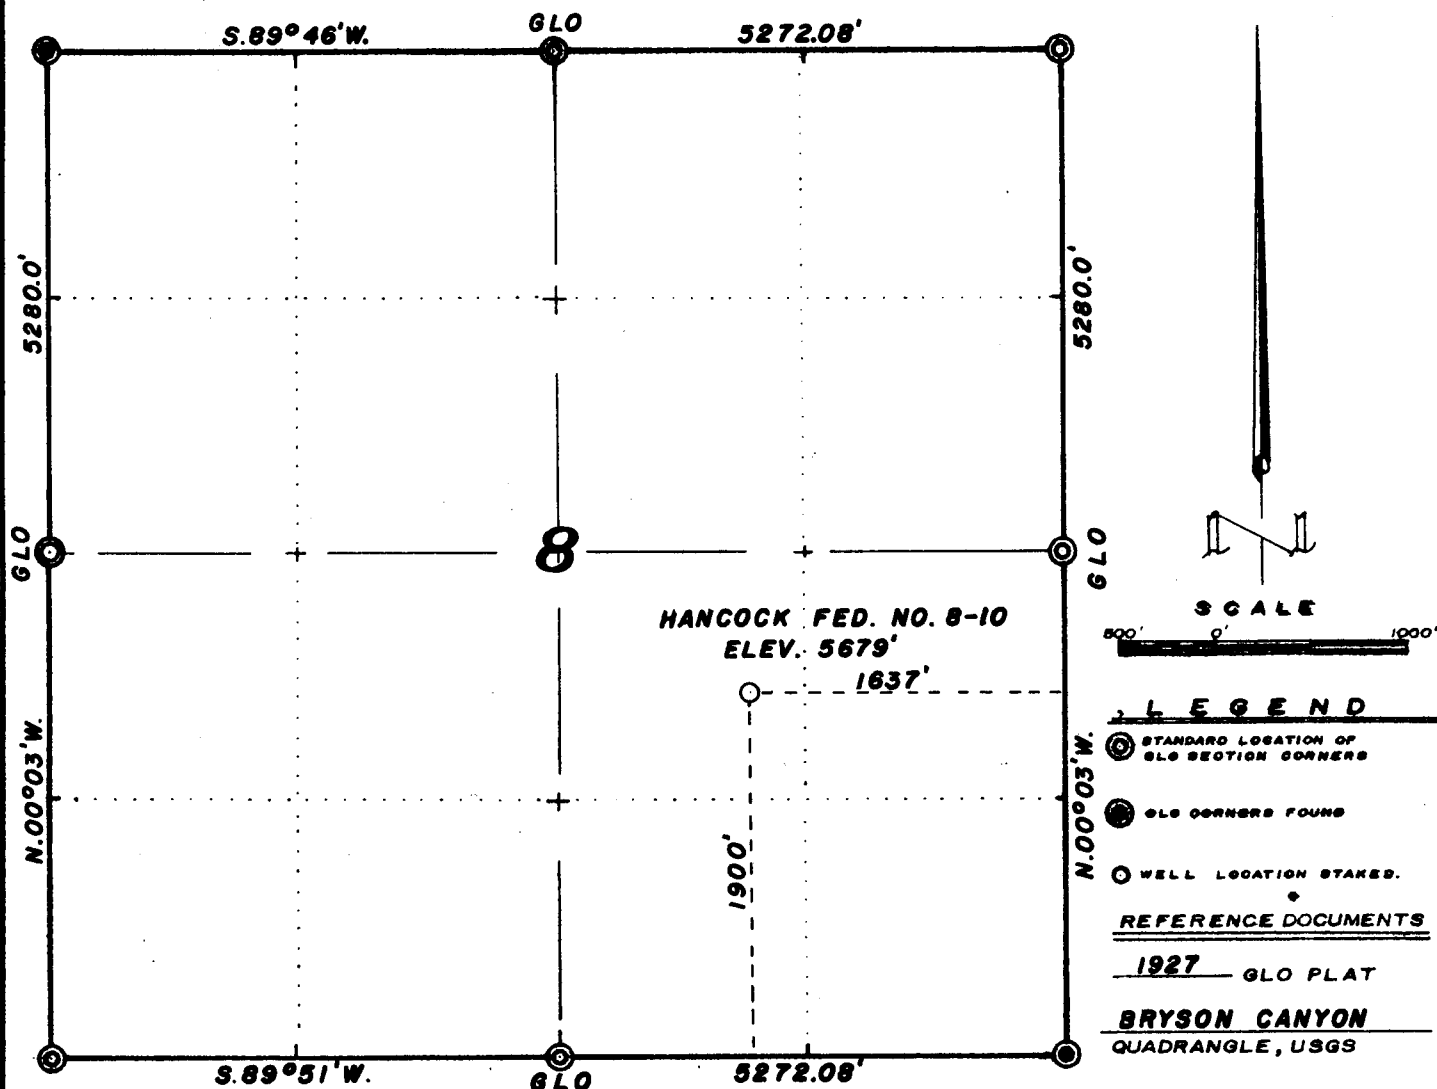 S.89°46'W.
GLO
5272.08'
5280.0'
5280.0'
GLO
8
GLO
HANCOCK FED. NO. 8-10
ELEV. 5679'
1637'
1900'
N.00°03'W.
N.00°03'W.
S.89°51'W.
GLO
5272.08'
N
SCALE
500' 0' 1000'
LEGEND
STANDARD LOCATION OF
GLO SECTION CORNERS
GLO CORNERS FOUND
WELL LOCATION STAKED.
REFERENCE DOCUMENTS
1927 GLO PLAT
BRYSON CANYON
QUADRANGLE, USGS